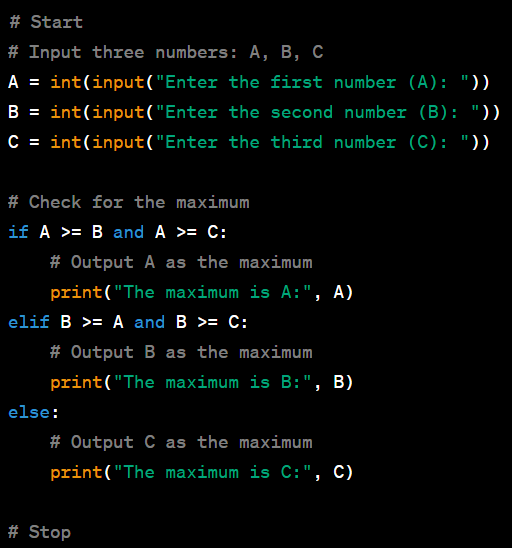 # Start
# Input three numbers: A, B, C
A = int(input("Enter the first number (A): "))
B = int(input("Enter the second number (B): "))
C = int(input("Enter the third number (C): "))

# Check for the maximum
if A >= B and A >= C:
    # Output A as the maximum
    print("The maximum is A:", A)
elif B >= A and B >= C:
    # Output B as the maximum
    print("The maximum is B:", B)
else:
    # Output C as the maximum
    print("The maximum is C:", C)

# Stop